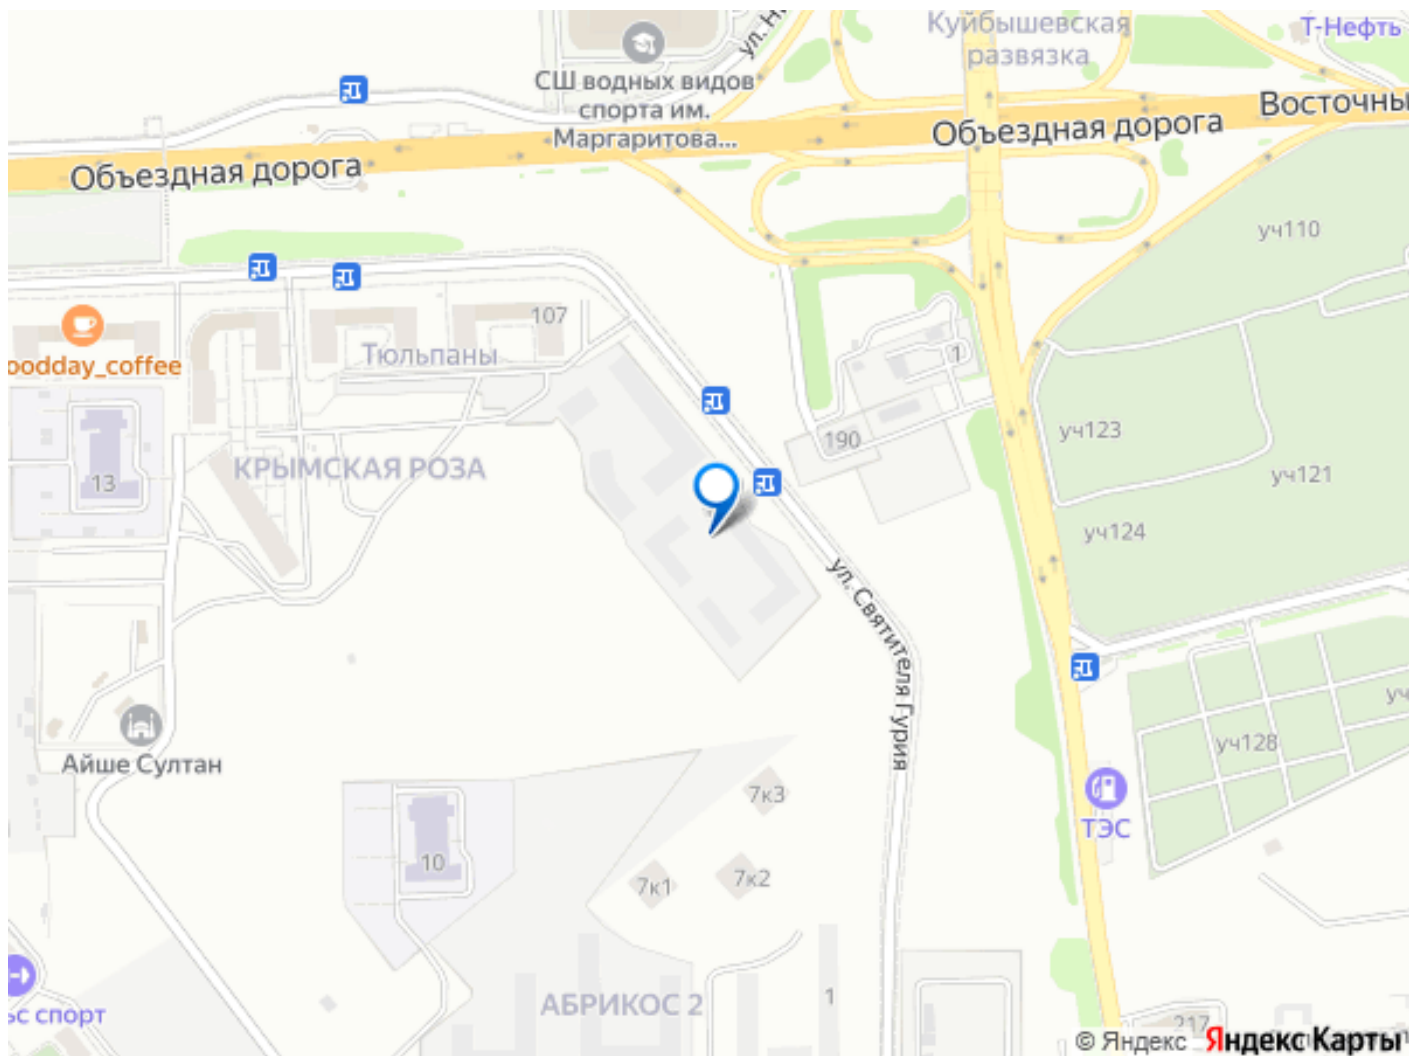 Куйбышевская
развязка
Т-Нефть
СШ водных видов
спорта им.
Маргаритова...
Объездная дорога
Объездная дорога
уч110
107
Тюльпаны
oodday_coffee
1
190
уч123
уч121
КРЫМСКАЯ РОЗА
13
уч124
ул. Святителя Гурия
Айше Султан
уч128
7к3
ТЭС
10
7к1
7к2
АБРИКОС 2
1
ьс спорт
217
© Яндекс Яндекс Карты